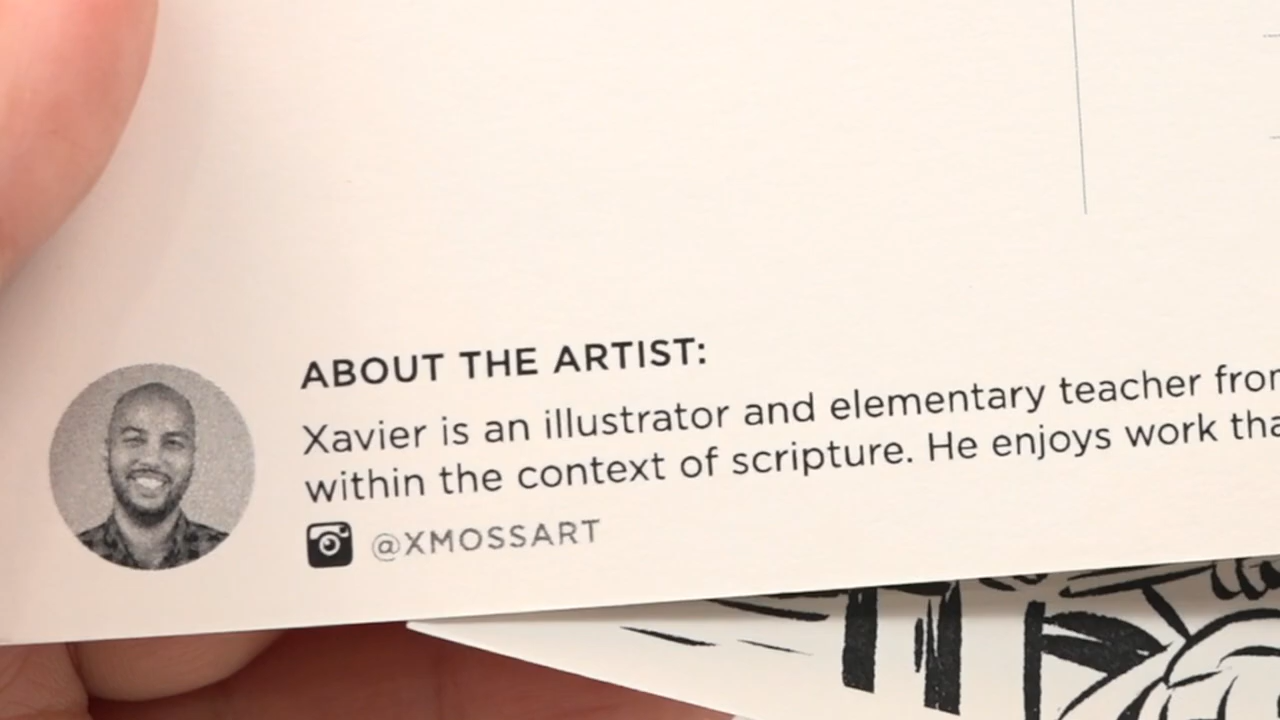 ABOUT THE ARTIST:
Xavier is an illustrator and elementary teacher
within the context of scripture. He enjoys work
@XMOSSART